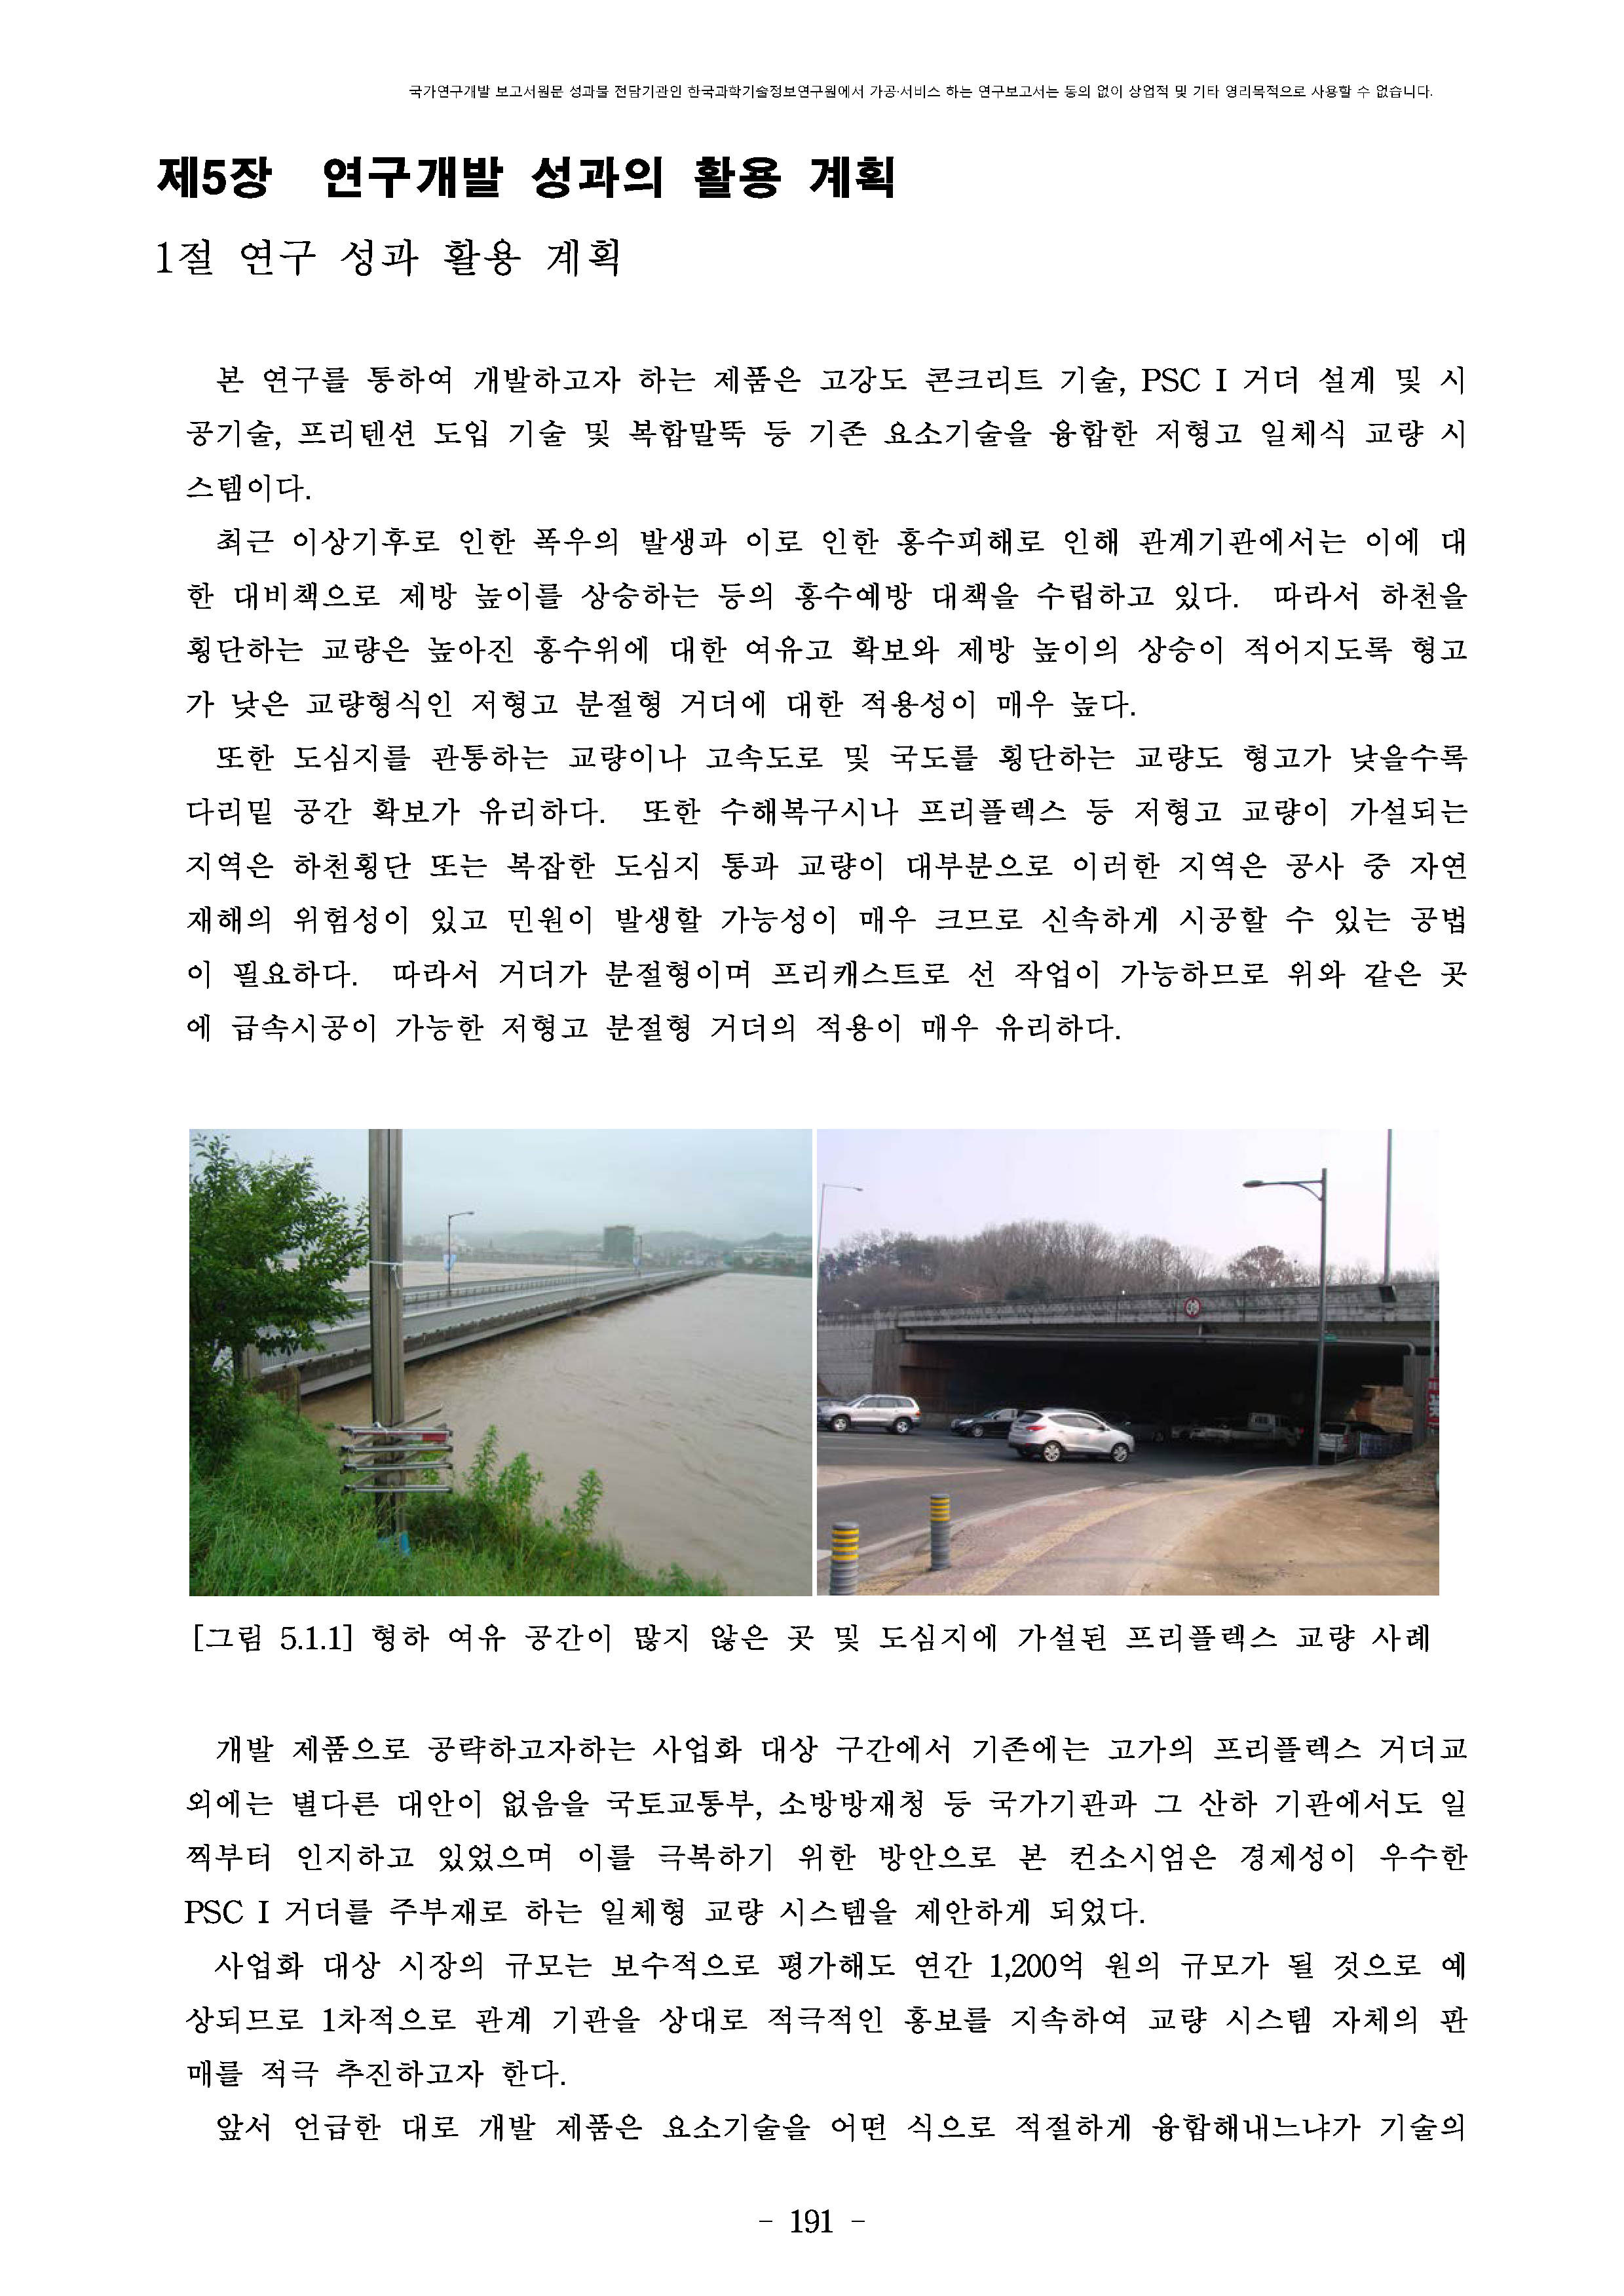 국가연구개발 보고서원문 성과물 전담기관인 한국과학기술정보연구원에서 가공·서비스 하는 연구보고서는 동의 없이 상업적 및 기타 영리목적으로 사용할 수 없습니다.
제5장 연구개발 성과의 활용 계획
1절 연구 성과 활용 계획
본 연구를 통하여 개발하고자 하는 제품은 고강도 콘크리트 기술, PSC I 거더 설계 및 시
공기술, 프리텐션 도입 기술 및 복합말뚝 등 기존 요소기술을 융합한 저형고 일체식 교량 시
스템이다.
최근 이상기후로 인한 폭우의 발생과 이로 인한 홍수피해로 인해 관계기관에서는 이에 대
한 대비책으로 제방 높이를 상승하는 등의 홍수예방 대책을 수립하고 있다. 따라서 하천을
횡단하는 교량은 높아진 홍수위에 대한 여유고 확보와 제방 높이의 상승이 적어지도록 형고
가 낮은 교량형식인 저형고 분절형 거더에 대한 적용성이 매우 높다.
또한 도심지를 관통하는 교량이나 고속도로 및 국도를 횡단하는 교량도 형고가 낮을수록
다리밑 공간 확보가 유리하다. 또한 수해복구시나 프리플렉스 등 저형고 교량이 가설되는
지역은 하천횡단 또는 복잡한 도심지 통과 교량이 대부분으로 이러한 지역은 공사 중 자연
재해의 위험성이 있고 민원이 발생할 가능성이 매우 크므로 신속하게 시공할 수 있는 공법
이 필요하다. 따라서 거더가 분절형이며 프리캐스트로 선 작업이 가능하므로 위와 같은 곳
에 급속시공이 가능한 저형고 분절형 거더의 적용이 매우 유리하다.
[그림 5.1.1] 형하 여유 공간이 많지 않은 곳 및 도심지에 가설된 프리플렉스 교량 사례
개발 제품으로 공략하고자하는 사업화 대상 구간에서 기존에는 고가의 프리플렉스 거더교
외에는 별다른 대안이 없음을 국토교통부, 소방방재청 등 국가기관과 그 산하 기관에서도 일
찍부터 인지하고 있었으며 이를 극복하기 위한 방안으로 본 컨소시엄은 경제성이 우수한
PSC I 거더를 주부재로 하는 일체형 교량 시스템을 제안하게 되었다.
사업화 대상 시장의 규모는 보수적으로 평가해도 연간 1,200억 원의 규모가 될 것으로 예
상되므로 1차적으로 관계 기관을 상대로 적극적인 홍보를 지속하여 교량 시스템 자체의 판
매를 적극 추진하고자 한다.
앞서 언급한 대로 개발 제품은 요소기술을 어떤 식으로 적절하게 융합해내느냐가 기술의
- 191 -